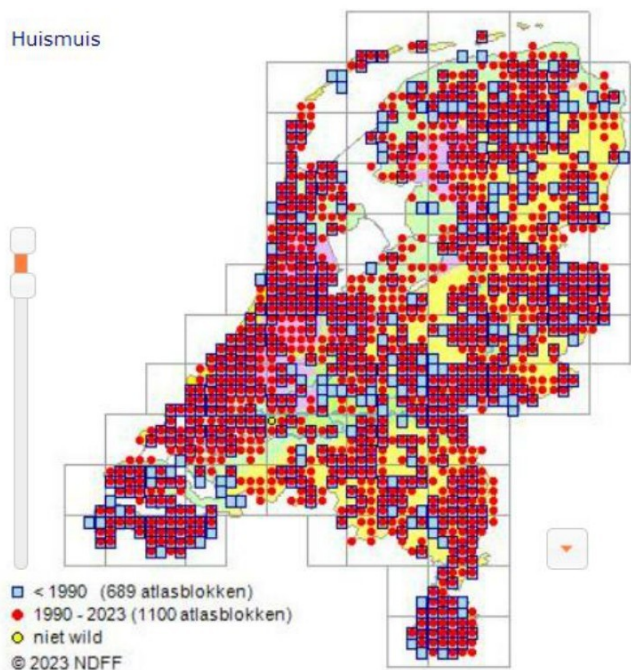 Huismuis
< 1990 (689 atlasblokken)
1990 - 2023 (1100 atlasblokken)
niet wild
© 2023 NDFF